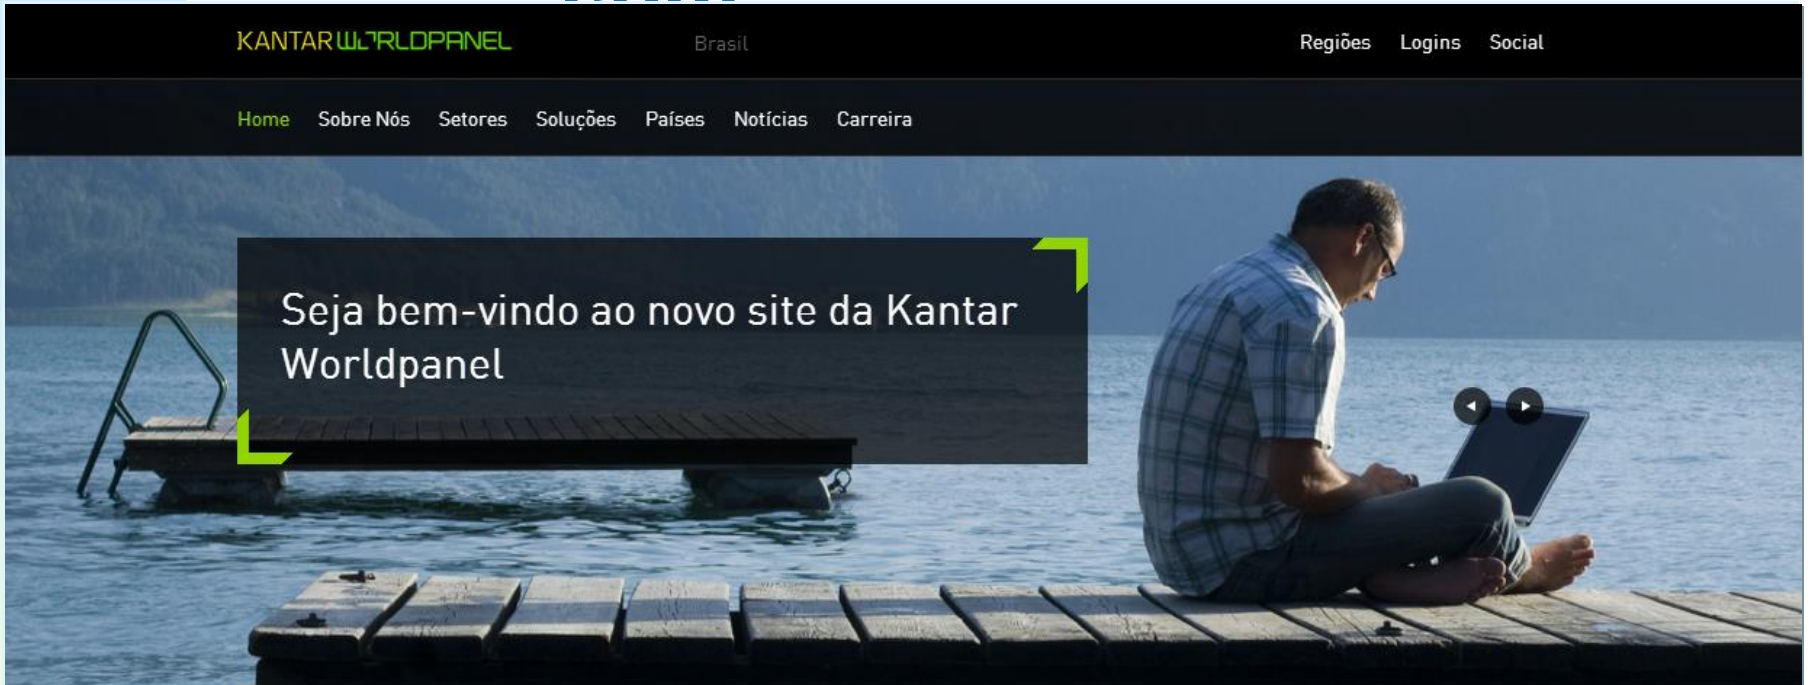 KANTAR WORLDPANEL
Brasil
Regiões Logins Social
Home Sobre Nós Setores Soluções Países Notícias Carreira
Seja bem-vindo ao novo site da Kantar
Worldpanel